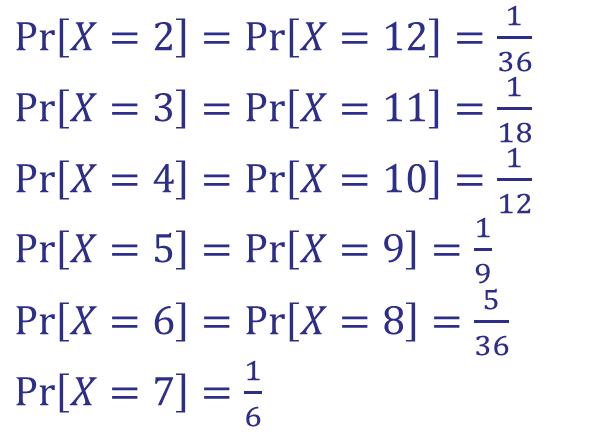 Pr[X = 2] = Pr[X = 12] = 1/36
Pr[X = 3] = Pr[X = 11] = 1/18
Pr[X = 4] = Pr[X = 10] = 1/12
Pr[X = 5] = Pr[X = 9] = 1/9
Pr[X = 6] = Pr[X = 8] = 5/36
Pr[X = 7] = 1/6